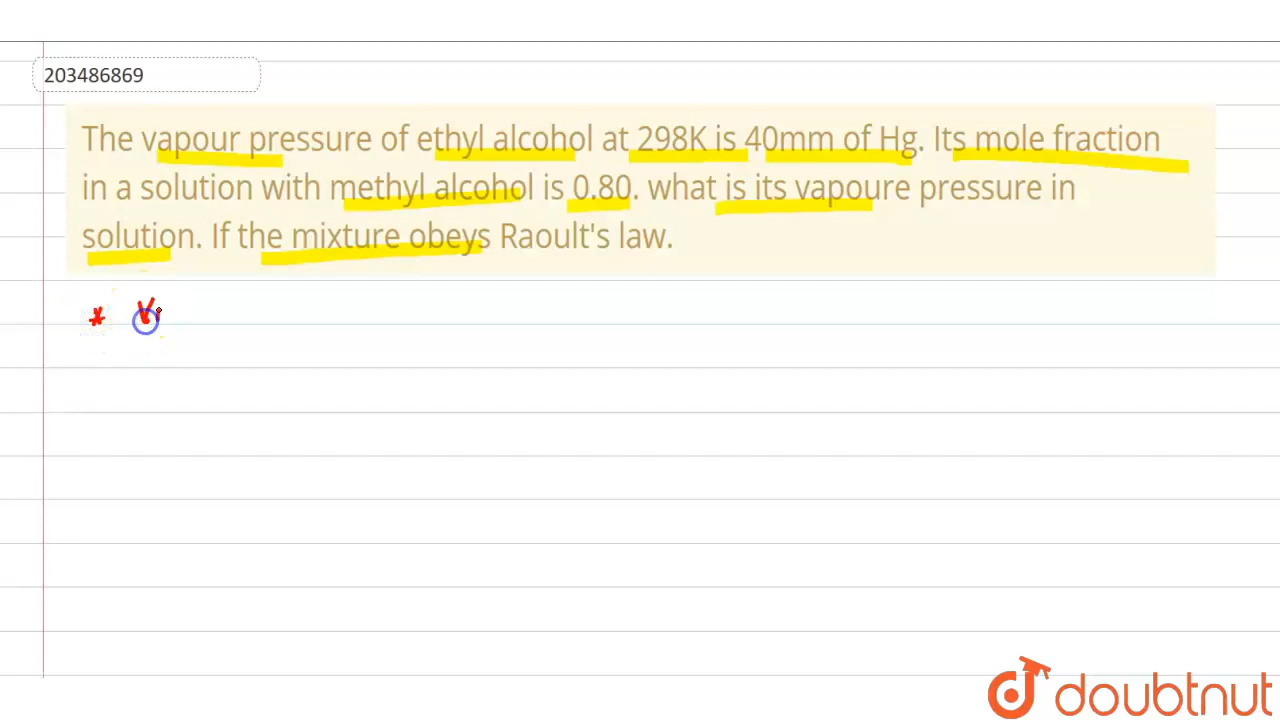 203486869
The vapour pressure of ethyl alcohol at 298K is 40mm of Hg. Its mole fraction
in a solution with methyl alcohol is 0.80. what is its vapoure pressure in
solution. If the mixture obeys Raoult's law.
doubtnut